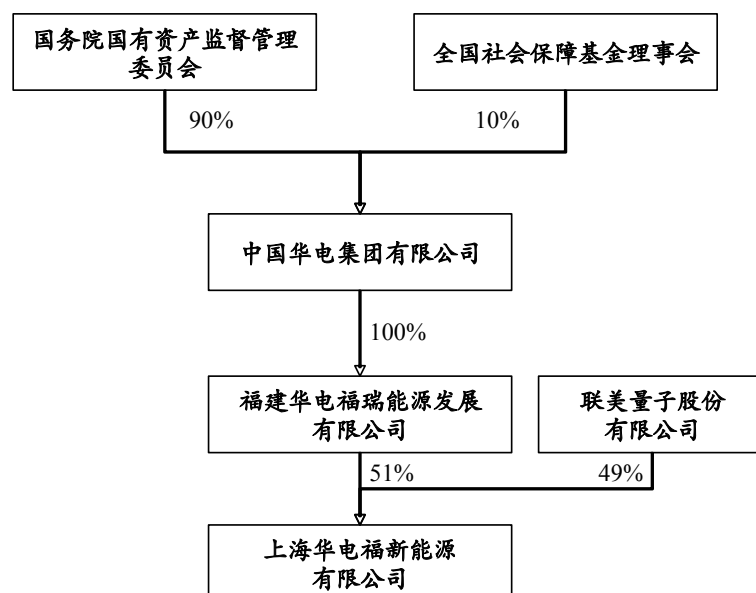 国务院国有资产监督管理
委员会
全国社会保障基金理事会
90%
10%
中国华电集团有限公司
100%
福建华电福瑞能源发展
有限公司
联美量子股份
有限公司
51%
49%
上海华电福新能源
有限公司